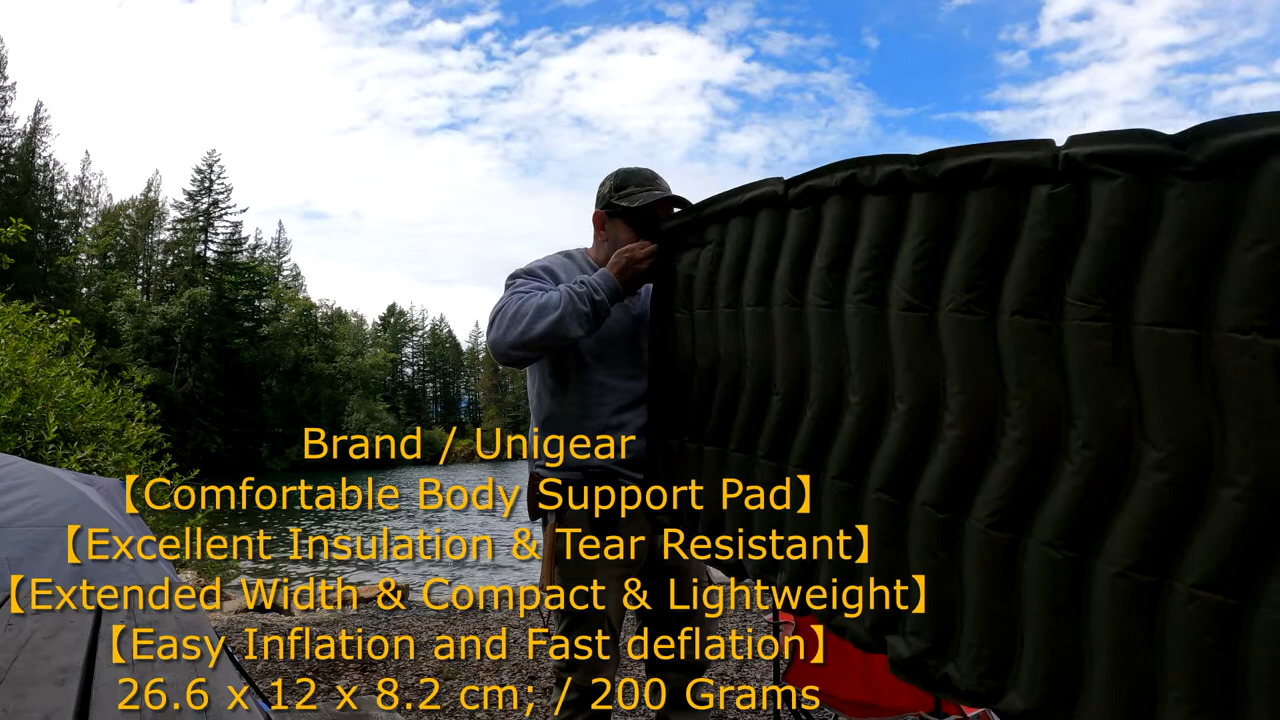 Brand / Unigear
【Comfortable Body Support Pad】
【Excellent Insulation & Tear Resistant】
【Extended Width & Compact & Lightweight】
【Easy Inflation and Fast deflation】
26.6 x 12 x 8.2 cm; / 200 Grams